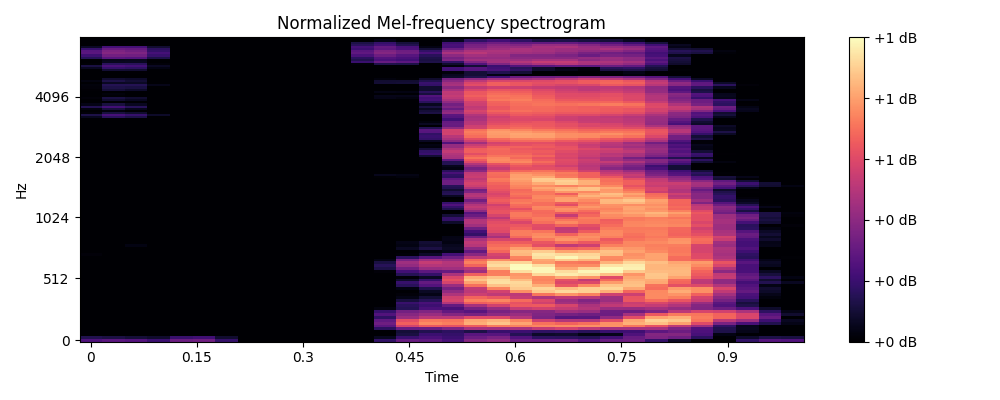 Normalized Mel-frequency spectrogram
Hz
4096
2048
1024
512
0
0 0.15 0.3 0.45 0.6 0.75 0.9
Time
+1 dB
+1 dB
+1 dB
+0 dB
+0 dB
+0 dB